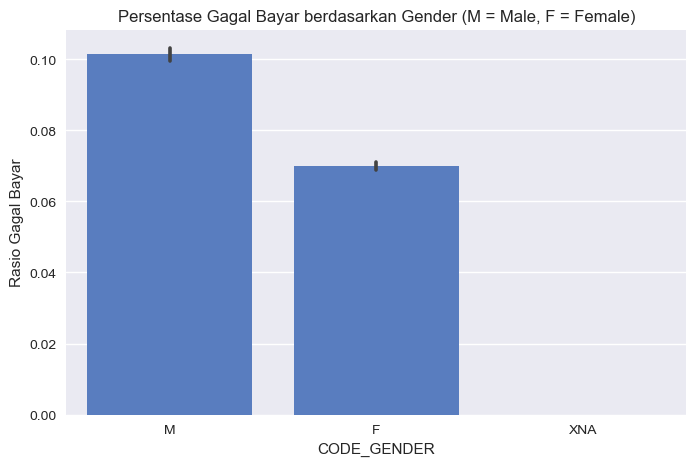 Persentase Gagal Bayar berdasarkan Gender (M = Male, F = Female)
Rasio Gagal Bayar
0.10
0.08
0.06
0.04
0.02
0.00
M F XNA
CODE_GENDER